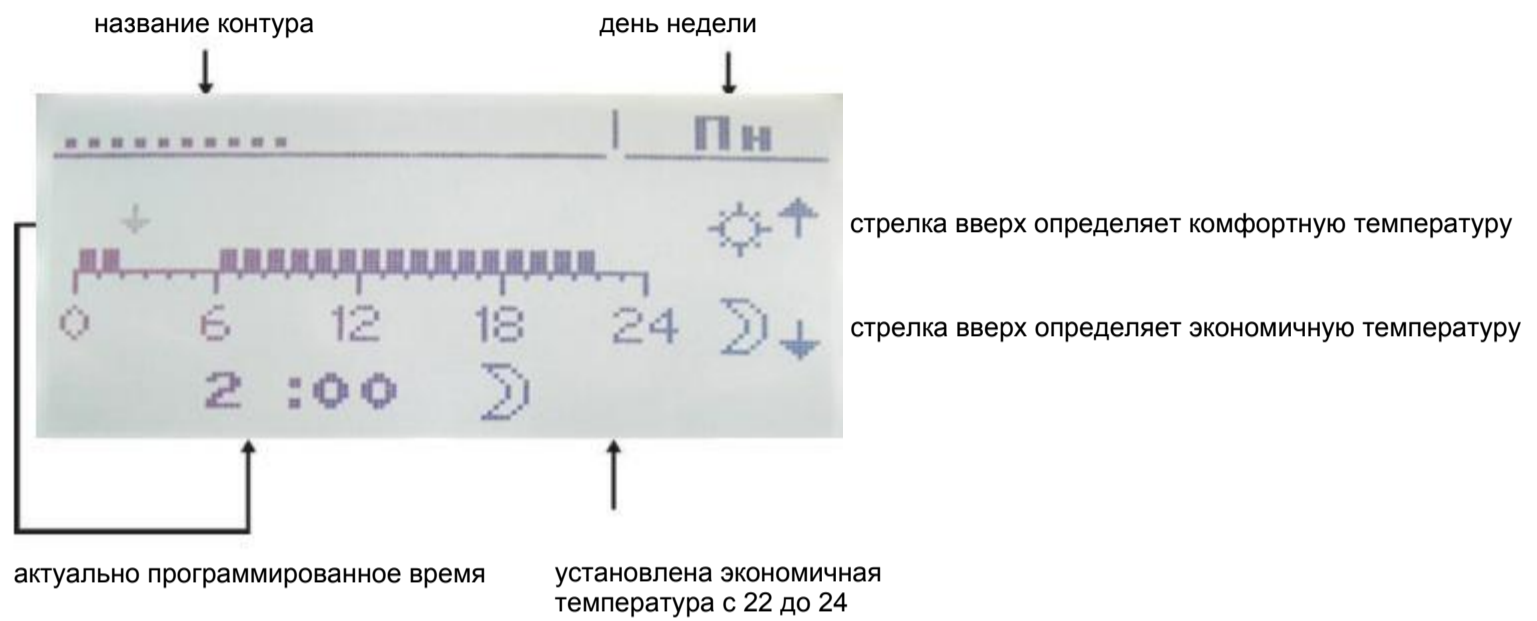 название контура
день недели
.......... | Пн
стрелка вверх определяет комфортную температуру
0 6 12 18 24
стрелка вверх определяет экономичную температуру
2 :00
актуально программированное время
установлена экономичная
температура с 22 до 24